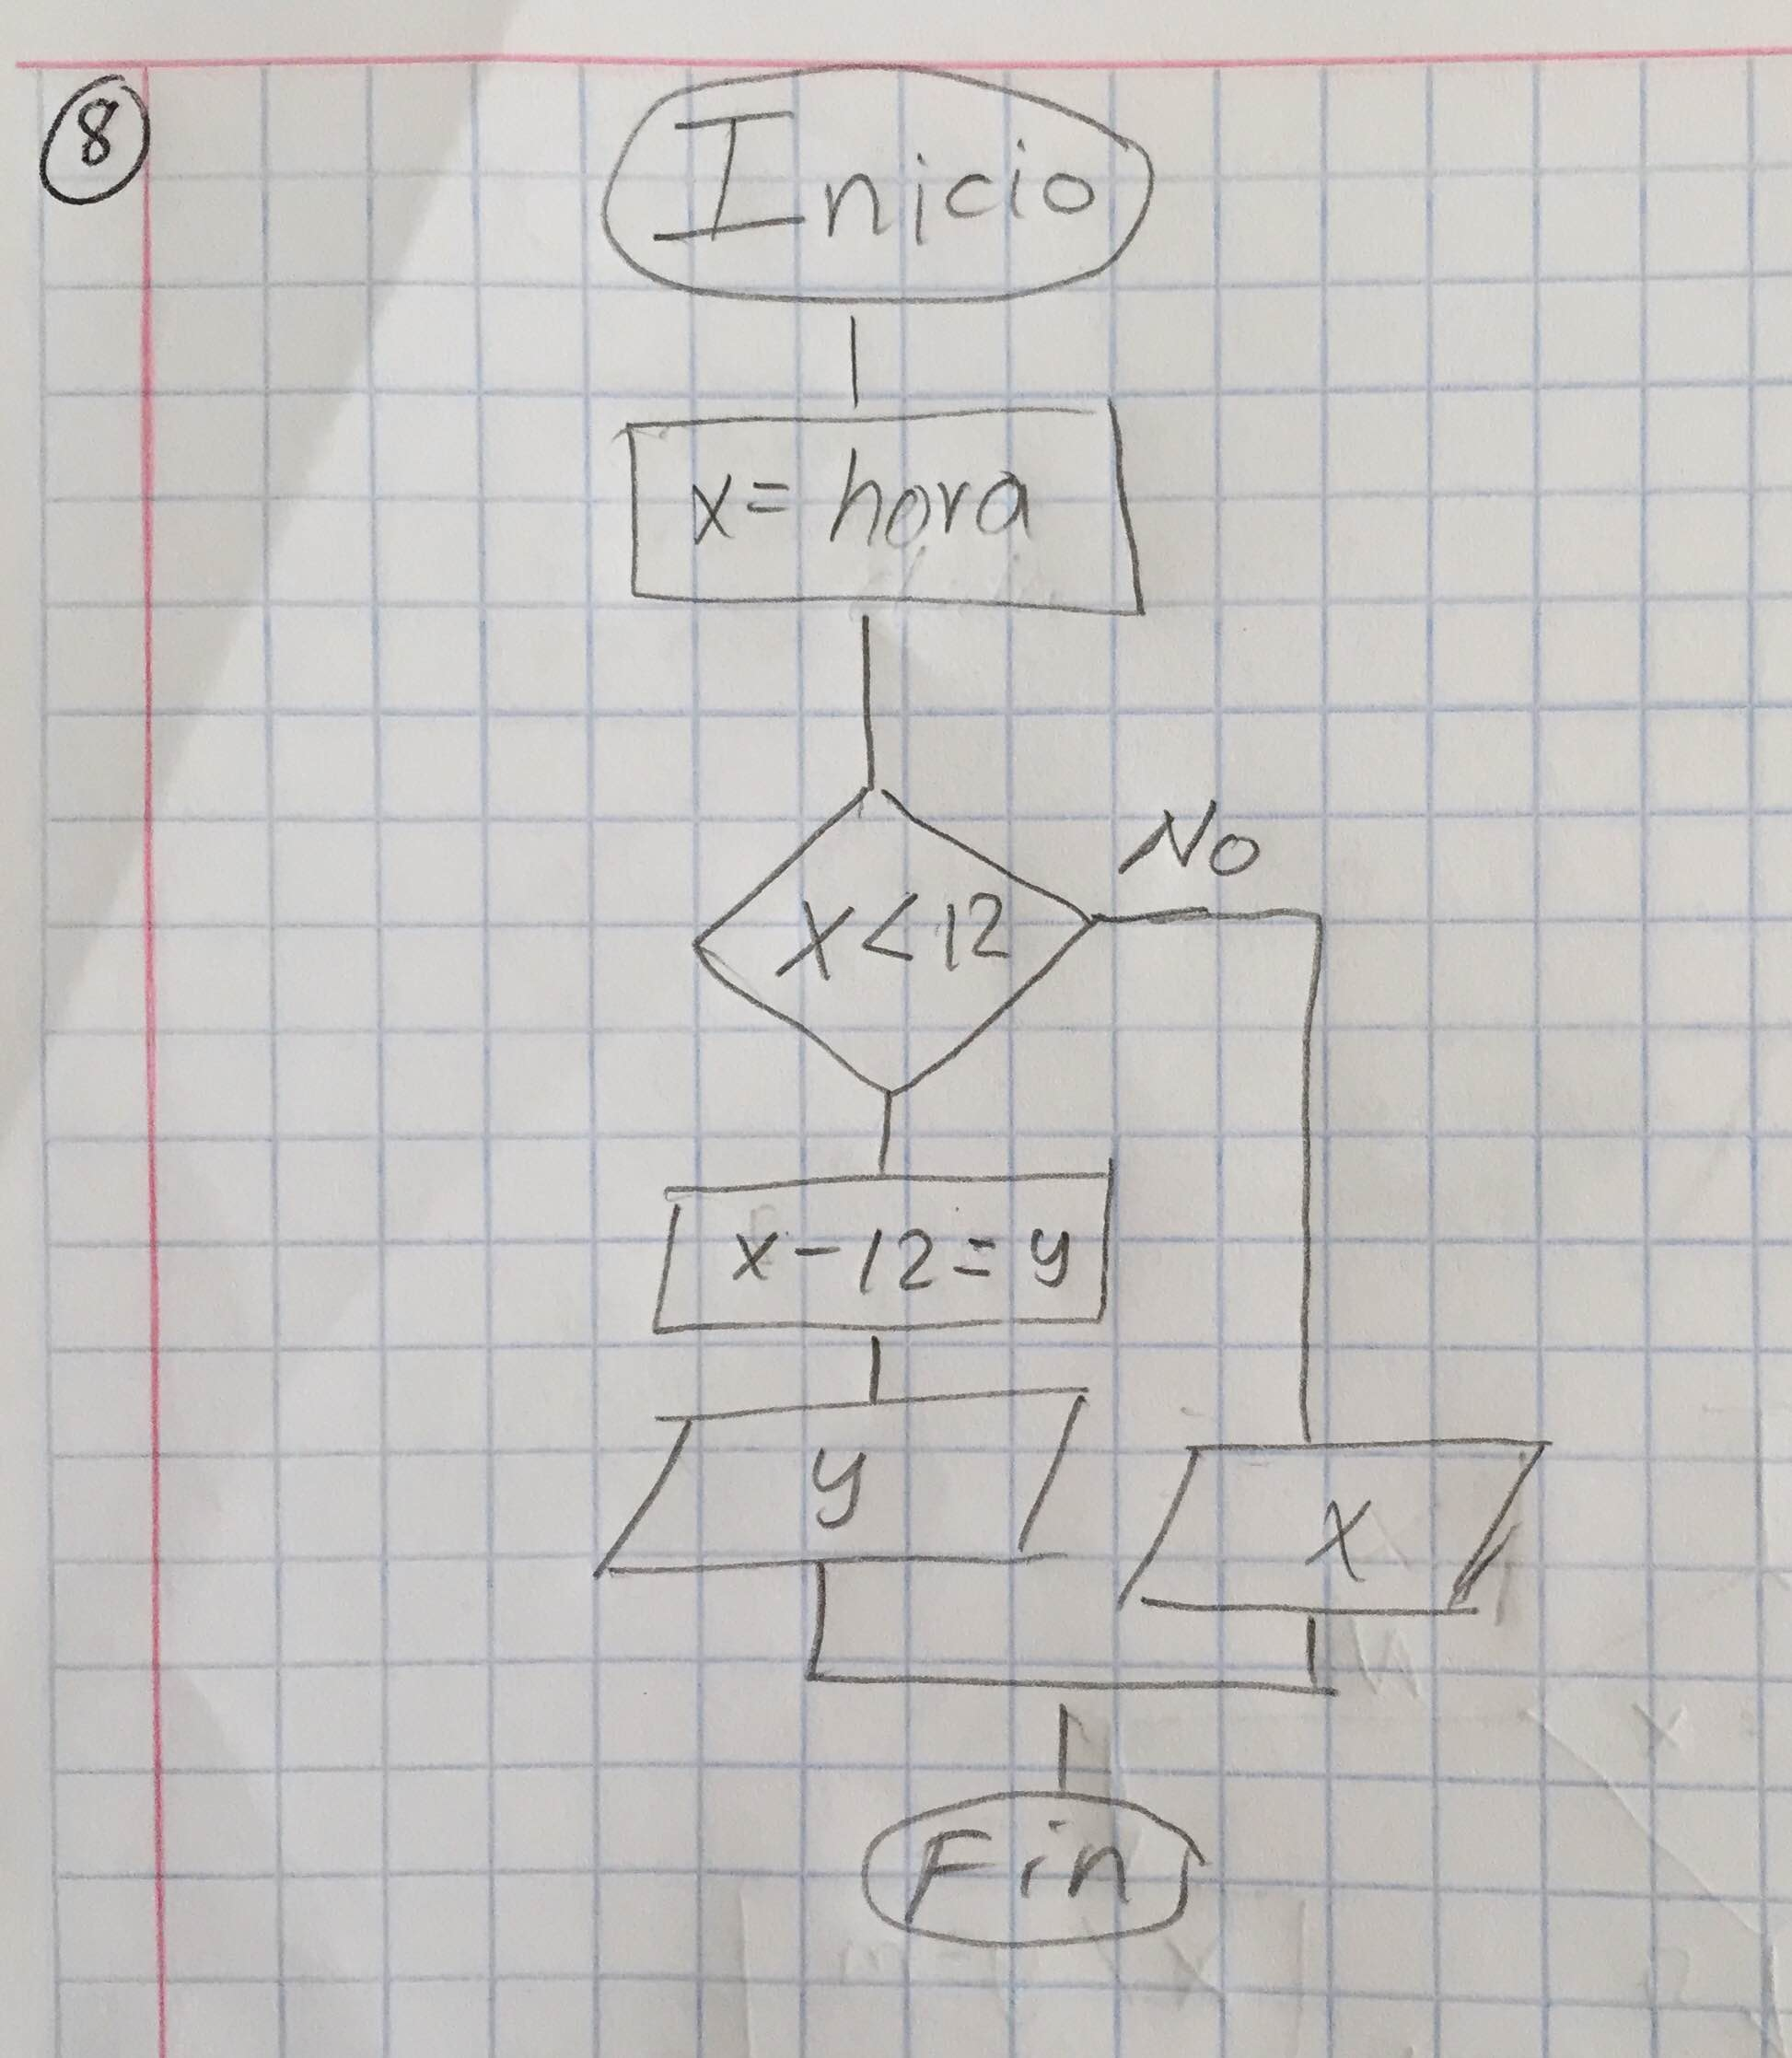 8
Inicio
x= hora
No
X<12
x-12=y
y
x
Fin